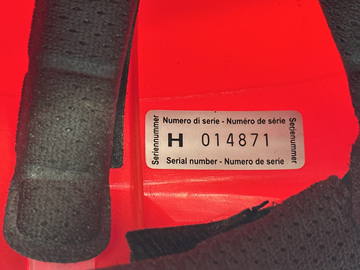 Numero di serie - Numéro de série
Seriennummer
H 014871
Seriennummer
Serial number - Numero de serie